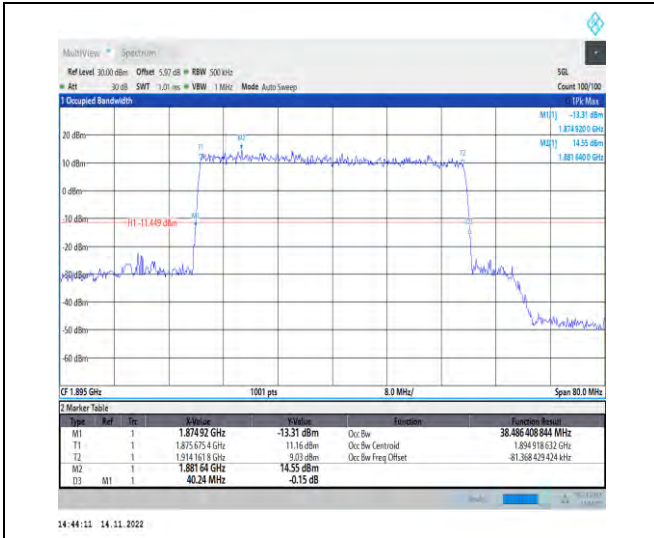 MultiView Spectrum
Ref Level 30.00 dBm Offset 5.97 dB RBW 500 kHz SGL
Att 30 dB SWT 1.01 ms VBW 1 MHz Mode Auto Sweep Count 100/100
1 Occupied Bandwidth 1Pk Max
M1[1] -13.31 dBm
1.874 920 0 GHz
M2[1] 14.55 dBm
1.881 640 0 GHz
20 dBm
M2
T1
T2
10 dBm
0 dBm
-10 dBm
M1
H1 -11.449 dBm
-20 dBm
-30 dBm
-40 dBm
-50 dBm
-60 dBm
CF 1.895 GHz 1001 pts 8.0 MHz/ Span 80.0 MHz
2 Marker Table
Type Ref Trc X-Value Y-Value Function Function Result
M1 1 1.874 92 GHz -13.31 dBm Occ Bw 38.486 408 844 MHz
T1 1 1.875 675 4 GHz 11.16 dBm Occ Bw Centroid 1.894 918 632 GHz
T2 1 1.914 161 8 GHz 9.03 dBm Occ Bw Freq Offset -81.368 429 424 kHz
M2 1 1.881 64 GHz 14.55 dBm
D3 M1 1 40.24 MHz -0.15 dB
14:44:11 14.11.2022